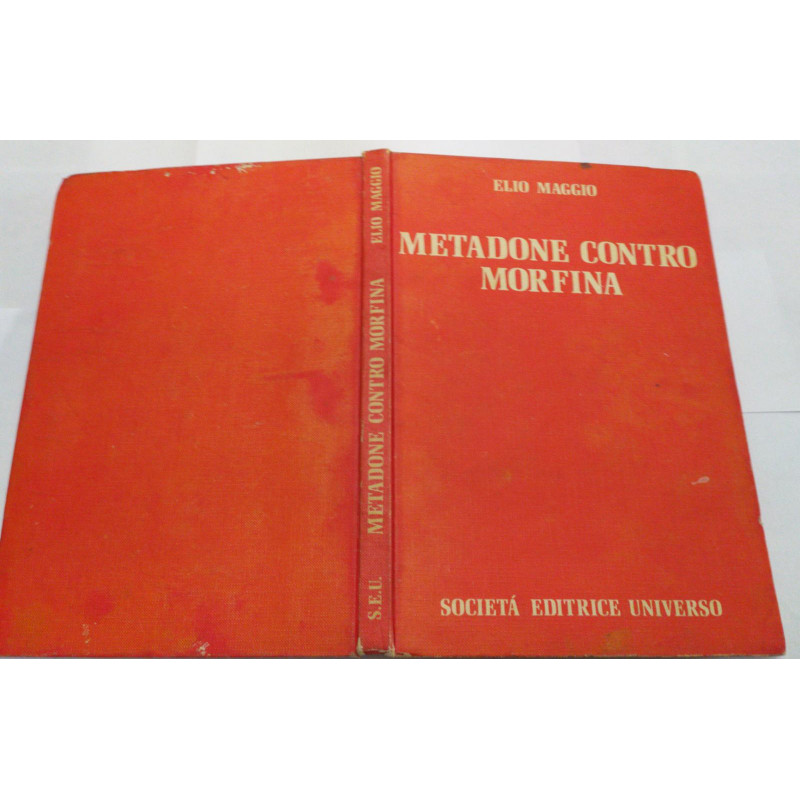 ELIO MAGGIO
METADONE CONTRO
MORFINA
SOCIETÁ EDITRICE UNIVERSO
S.E.U. METADONE CONTRO MORFINA ELIO MAGGIO